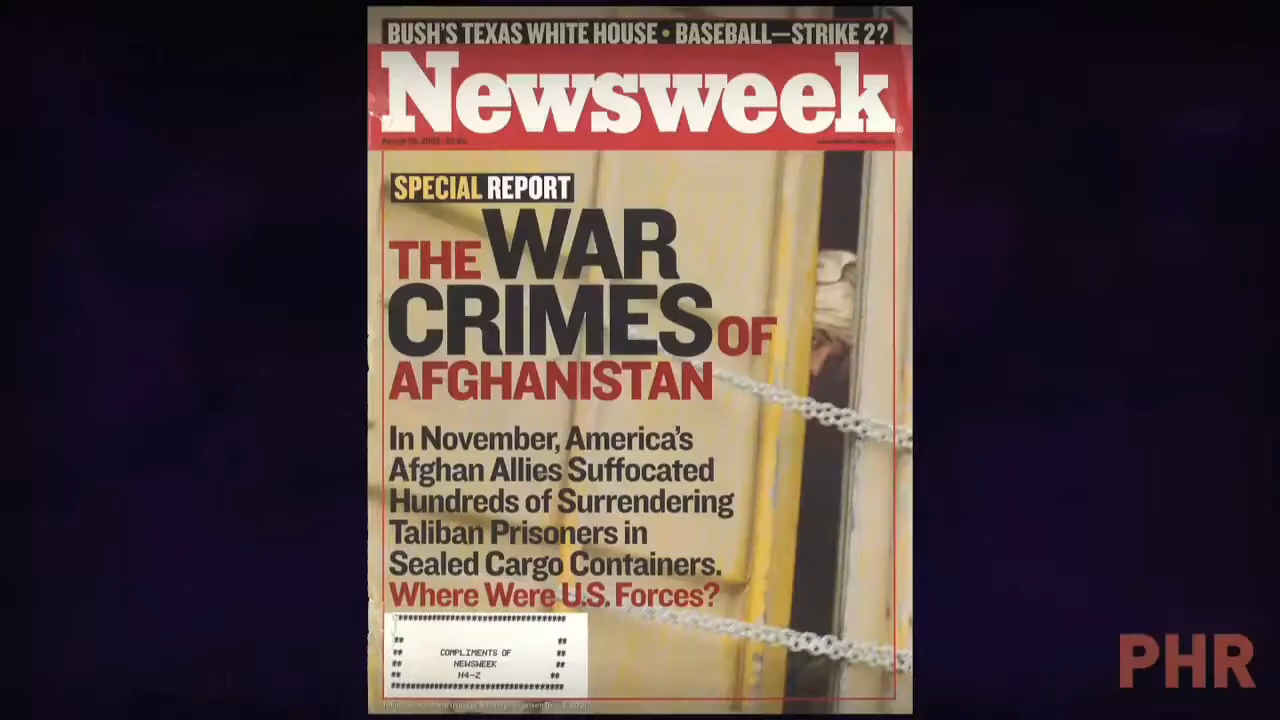 BUSH'S TEXAS WHITE HOUSE • BASEBALL—STRIKE 2?
Newsweek
SPECIAL REPORT
THE WAR
CRIMES OF
AFGHANISTAN
In November, America's
Afghan Allies Suffocated
Hundreds of Surrendering
Taliban Prisoners in
Sealed Cargo Containers.
Where Were U.S. Forces?
COMPLIMENTS OF
NEWSWEEK
N4-Z
PHR